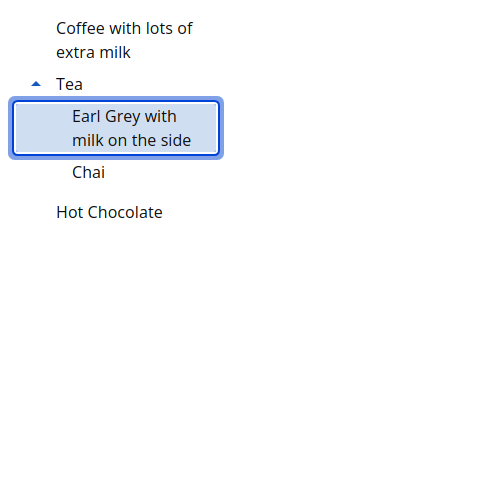 Coffee with lots of
extra milk
Tea
Earl Grey with
milk on the side
Chai
Hot Chocolate